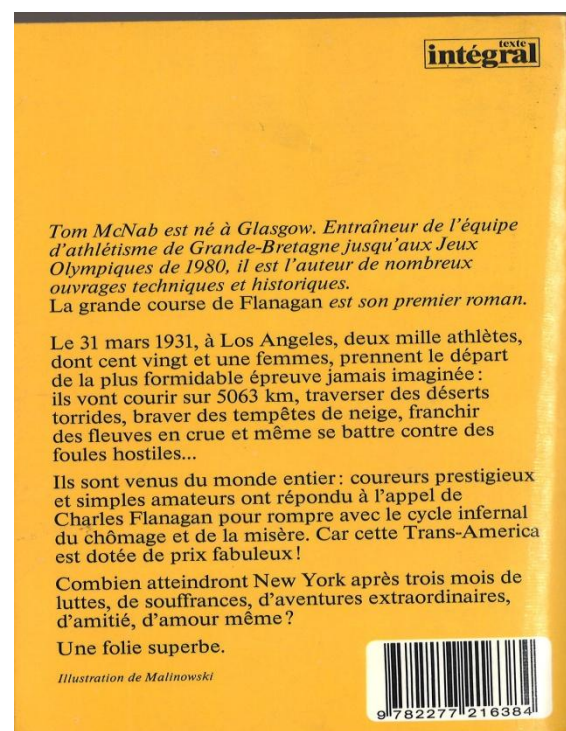 texte
intégral
Tom McNab est né à Glasgow. Entraîneur de l'équipe
d'athlétisme de Grande-Bretagne jusqu'aux Jeux
Olympiques de 1980, il est l'auteur de nombreux
ouvrages techniques et historiques.
La grande course de Flanagan est son premier roman.
Le 31 mars 1931, à Los Angeles, deux mille athlètes,
dont cent vingt et une femmes, prennent le départ
de la plus formidable épreuve jamais imaginée :
ils vont courir sur 5063 km, traverser des déserts
torrides, braver des tempêtes de neige, franchir
des fleuves en crue et même se battre contre des
foules hostiles...
Ils sont venus du monde entier : coureurs prestigieux
et simples amateurs ont répondu à l'appel de
Charles Flanagan pour rompre avec le cycle infernal
du chômage et de la misère. Car cette Trans-America
est dotée de prix fabuleux !
Combien atteindront New York après trois mois de
luttes, de souffrances, d'aventures extraordinaires,
d'amitié, d'amour même ?
Une folie superbe.
Illustration de Malinowski
9 782277 216384